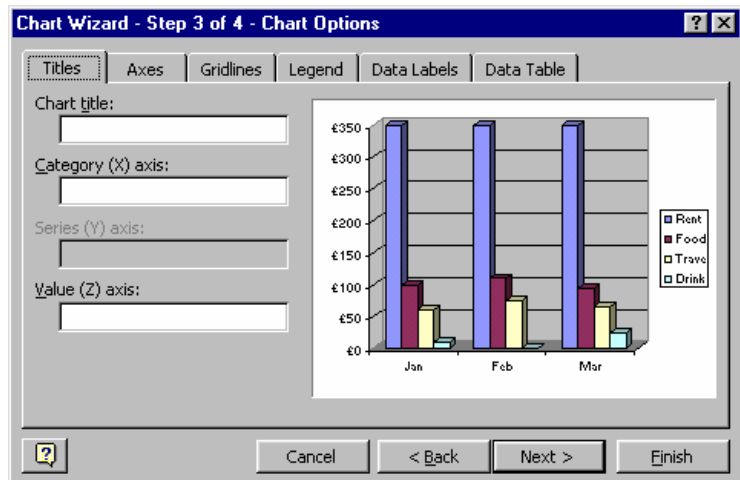 Chart Wizard - Step 3 of 4 - Chart Options
Titles Axes Gridlines Legend Data Labels Data Table
Chart title:
Category (X) axis:
Series (Y) axis:
Value (Z) axis:
£350
£300
£250
£200
£150
£100
£50
£0
Jan Feb Mar
Rent
Food
Trave
Drink
Cancel < Back Next > Finish